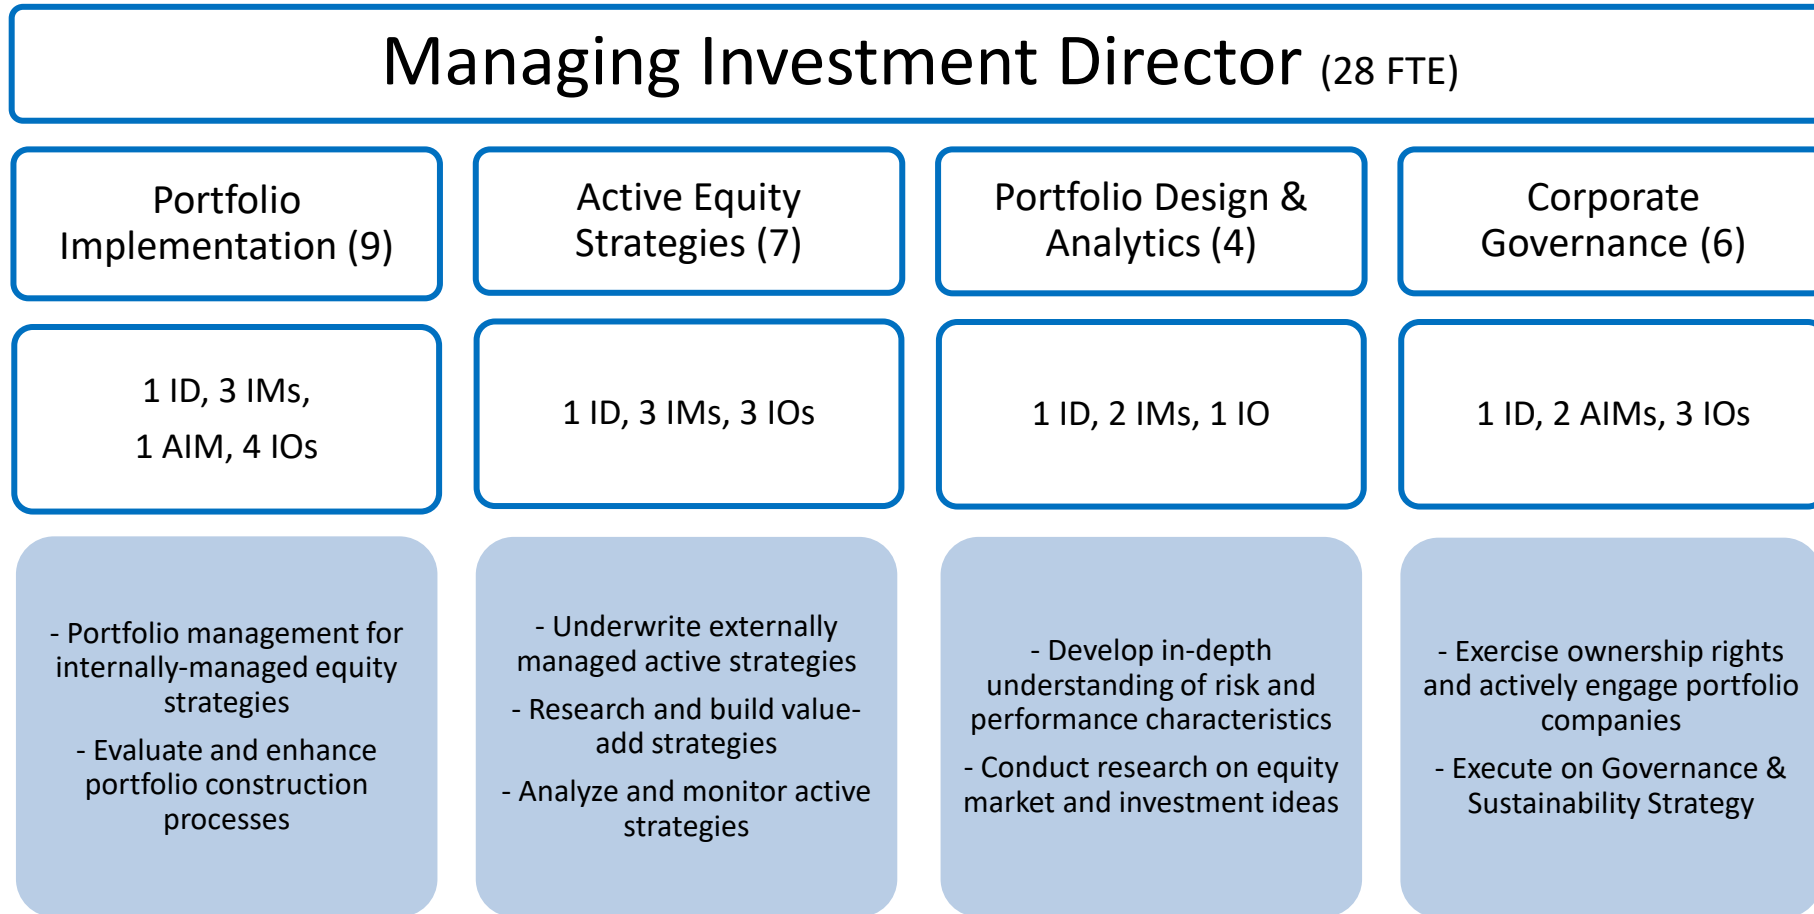 Managing Investment Director (28 FTE)
Portfolio
Implementation (9)
Active Equity
Strategies (7)
Portfolio Design &
Analytics (4)
Corporate
Governance (6)
1 ID, 3 IMs,
1 AIM, 4 IOs
1 ID, 3 IMs, 3 IOs
1 ID, 2 IMs, 1 IO
1 ID, 2 AIMs, 3 IOs
- Portfolio management for
internally-managed equity
strategies
- Evaluate and enhance
portfolio construction
processes
- Underwrite externally
managed active strategies
- Research and build value-
add strategies
- Analyze and monitor active
strategies
- Develop in-depth
understanding of risk and
performance characteristics
- Conduct research on equity
market and investment ideas
- Exercise ownership rights
and actively engage portfolio
companies
- Execute on Governance &
Sustainability Strategy